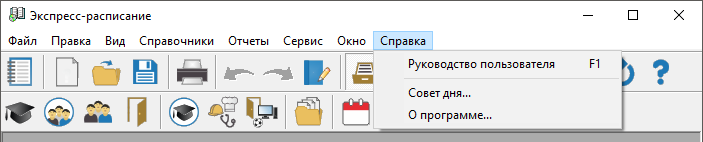 Экспресс-расписание
Файл Правка Вид Справочники Отчеты Сервис Окно Справка
Руководство пользователя F1
Совет дня...
О программе...